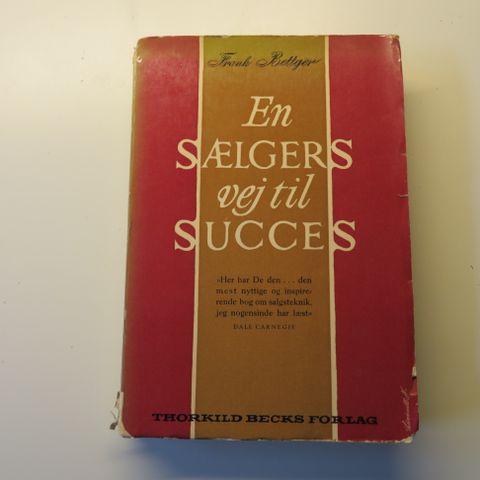 Frank Bettger
En
SÆLGERS
vej til
SUCCES
»Her har De den . . . den
mest nyttige og inspire-
rende bog om salgsteknik,
jeg nogensinde har læst«
DALE CARNEGIE
THORKILD BECKS FORLAG